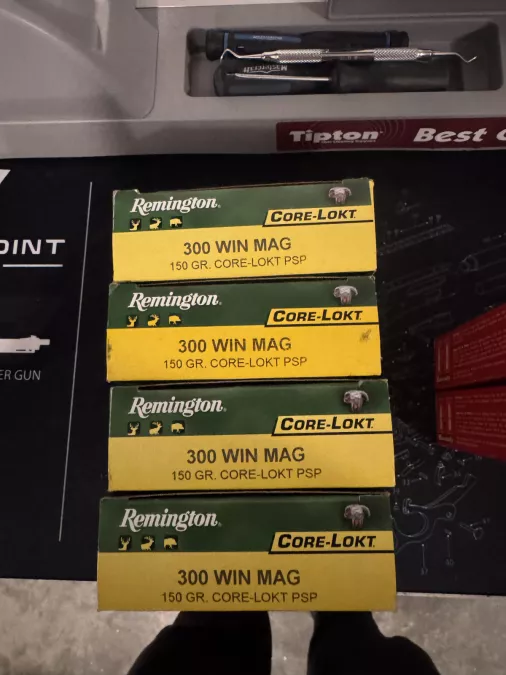 Mastercraft
Tipton Best
OINT
ER GUN
Remington.
CORE-LOKT
300 WIN MAG
150 GR. CORE-LOKT PSP
Remington.
CORE-LOKT
300 WIN MAG
150 GR. CORE-LOKT PSP
Remington.
CORE-LOKT
300 WIN MAG
150 GR. CORE-LOKT PSP
Remington.
CORE-LOKT
300 WIN MAG
150 GR. CORE-LOKT PSP